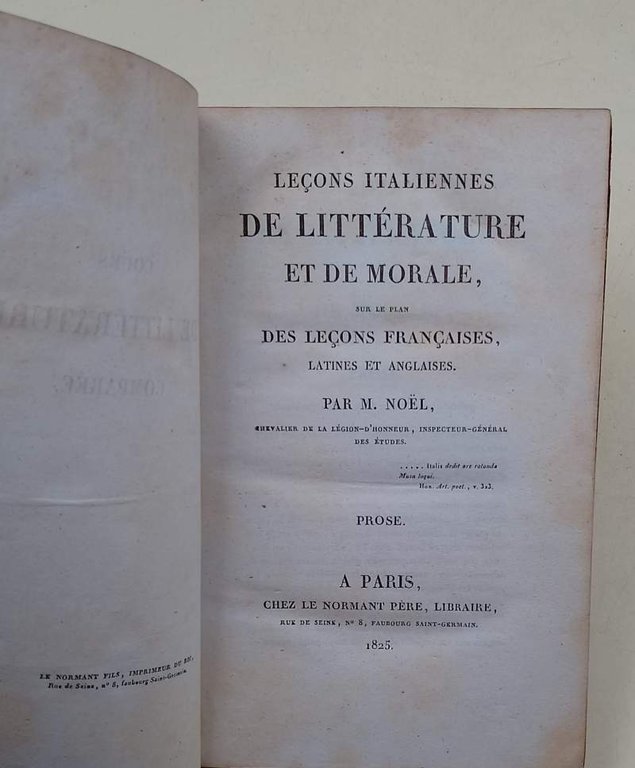 LE NORMANT FILS, IMPRIMEUR DU ROI,
Rue de Seine, n° 8, faubourg Saint-Germain.
LEÇONS ITALIENNES
DE LITTÉRATURE
ET DE MORALE,
SUR LE PLAN
DES LEÇONS FRANÇAISES,
LATINES ET ANGLAISES.
PAR M. NOËL,
CHEVALIER DE LA LÉGION-D'HONNEUR, INSPECTEUR-GÉNÉRAL
DES ÉTUDES.
..... Italis dedit ore rotundo
Musa loqui.
HOR. Art. poet., v. 323.
PROSE.
A PARIS,
CHEZ LE NORMANT PÈRE, LIBRAIRE,
RUE DE SEINE, N° 8, FAUBOURG SAINT-GERMAIN.
1825.